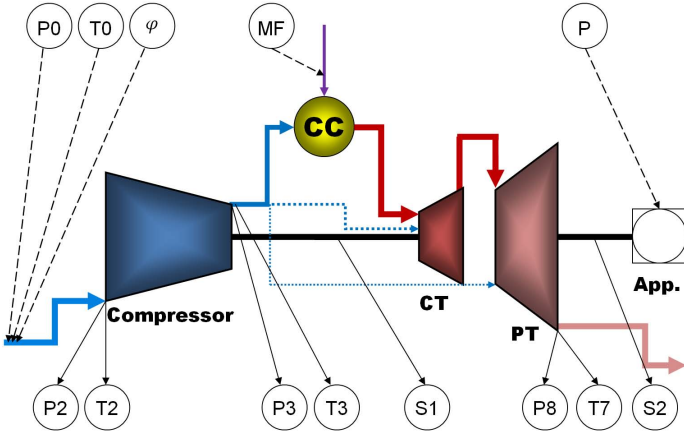 P0 T0 φ MF P
CC
App.
CT
Compressor
PT
P2 T2 P3 T3 S1 P8 T7 S2